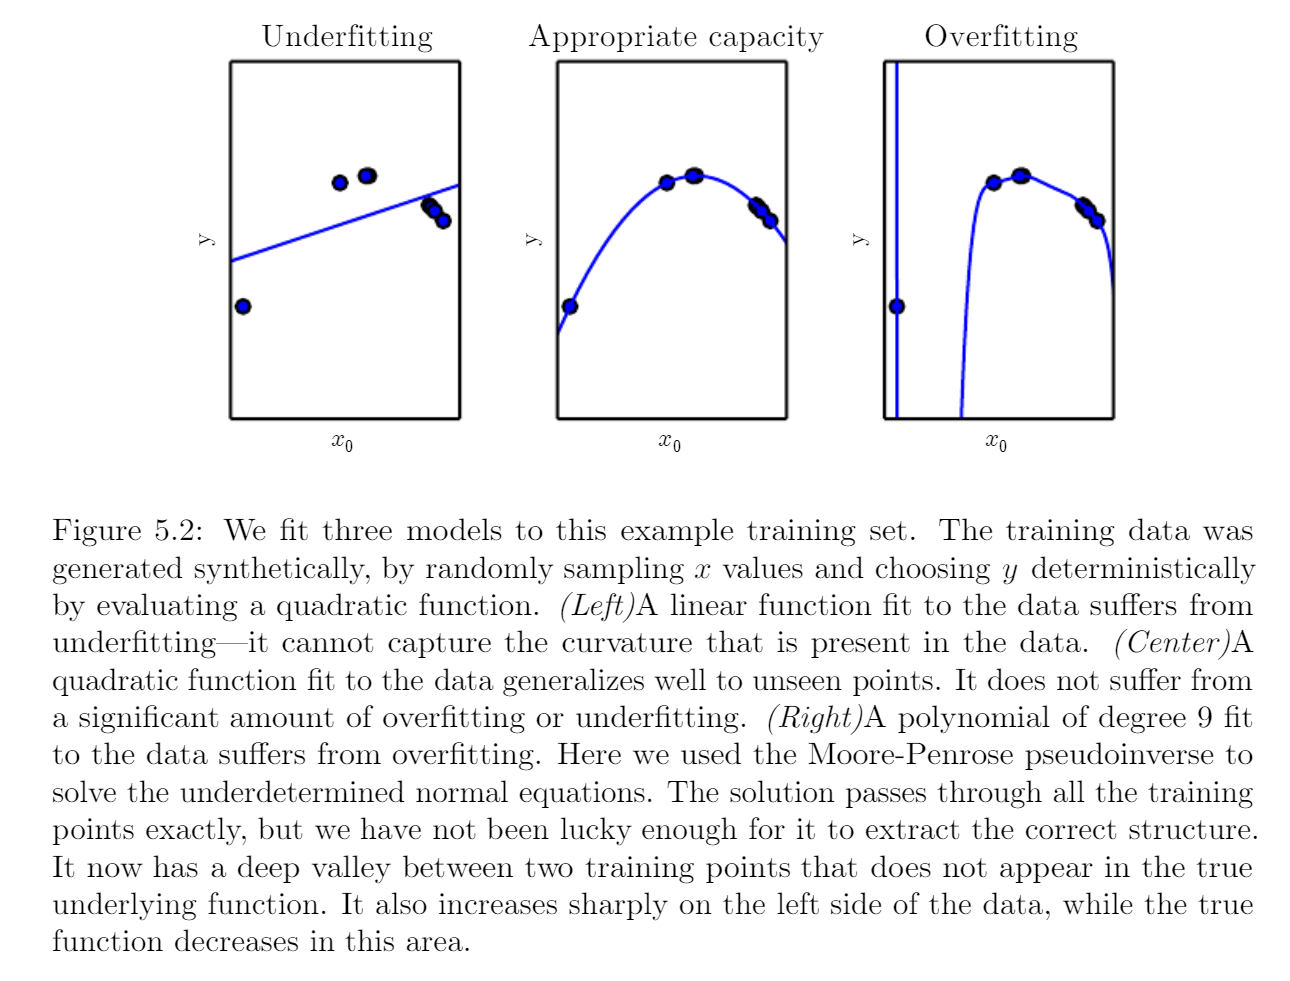 Underfitting
Appropriate capacity
Overfitting
y
y
y
x0
x0
x0
Figure 5.2: We fit three models to this example training set. The training data was
generated synthetically, by randomly sampling x values and choosing y deterministically
by evaluating a quadratic function. (Left)A linear function fit to the data suffers from
underfitting—it cannot capture the curvature that is present in the data. (Center)A
quadratic function fit to the data generalizes well to unseen points. It does not suffer from
a significant amount of overfitting or underfitting. (Right)A polynomial of degree 9 fit
to the data suffers from overfitting. Here we used the Moore-Penrose pseudoinverse to
solve the underdetermined normal equations. The solution passes through all the training
points exactly, but we have not been lucky enough for it to extract the correct structure.
It now has a deep valley between two training points that does not appear in the true
underlying function. It also increases sharply on the left side of the data, while the true
function decreases in this area.